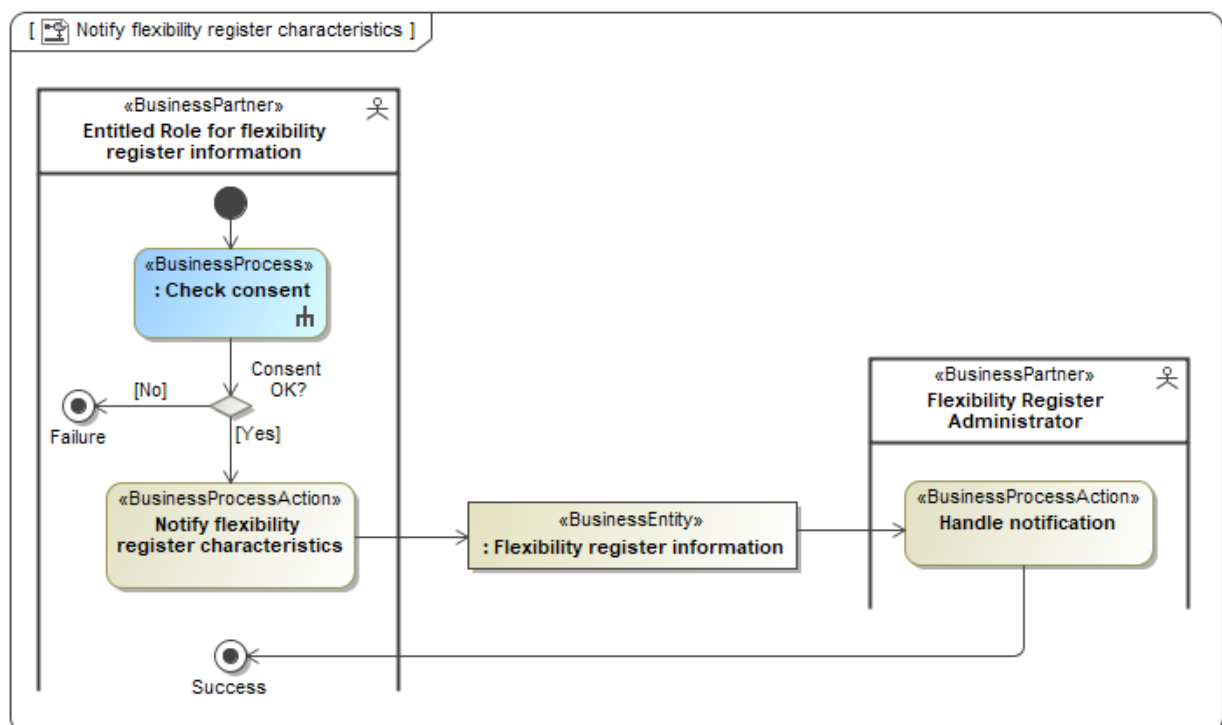 [ Notify flexibility register characteristics ]
«BusinessPartner»
Entitled Role for flexibility
register information
«BusinessProcess»
: Check consent
Consent
OK?
[No]
Failure
[Yes]
«BusinessProcessAction»
Notify flexibility
register characteristics
«BusinessEntity»
: Flexibility register information
«BusinessPartner»
Flexibility Register
Administrator
«BusinessProcessAction»
Handle notification
Success